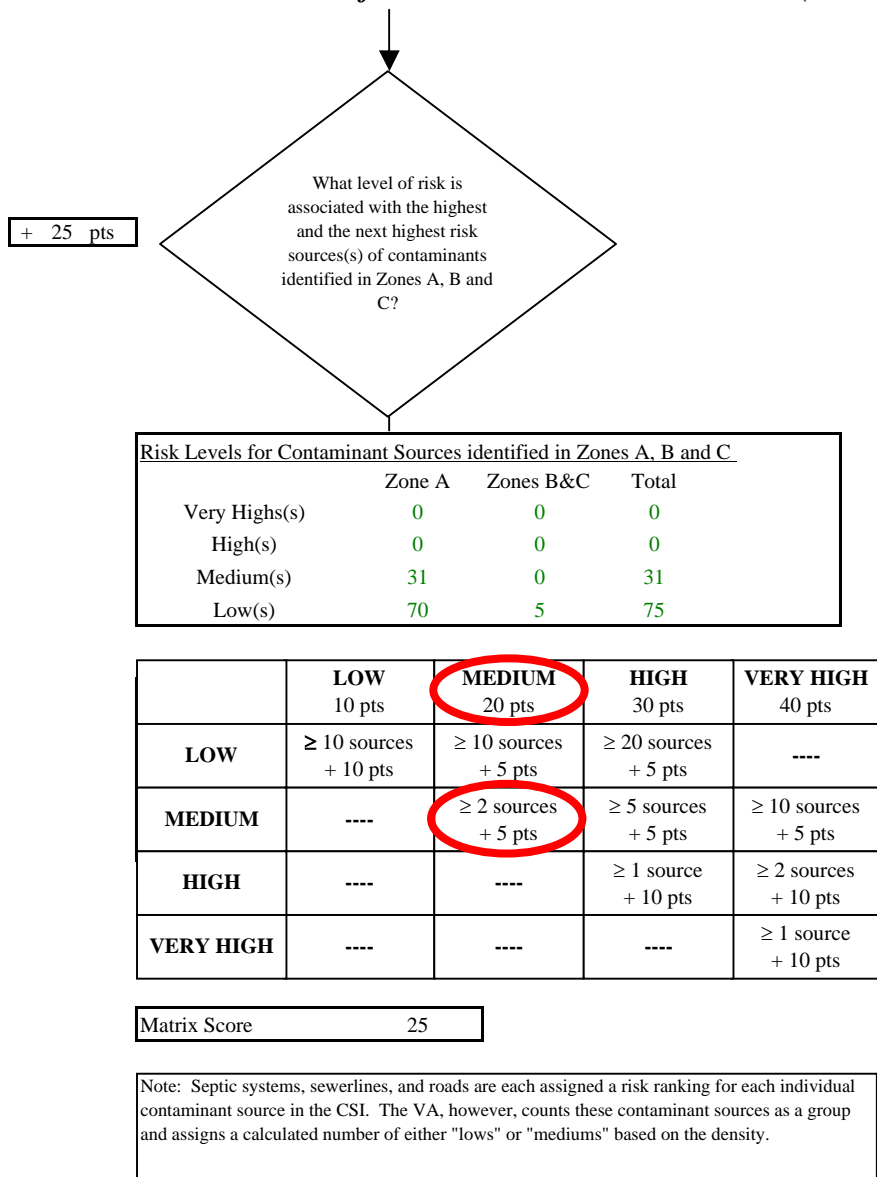 What level of risk is
associated with the highest
and the next highest risk
sources(s) of contaminants
identified in Zones A, B and
C?
+ 25 pts
Risk Levels for Contaminant Sources identified in Zones A, B and C
Zone A Zones B&C Total
Very Highs(s) 0 0 0
High(s) 0 0 0
Medium(s) 31 0 31
Low(s) 70 5 75
LOW MEDIUM HIGH VERY HIGH
10 pts 20 pts 30 pts 40 pts
LOW ≥ 10 sources + 10 pts ≥ 10 sources + 5 pts ≥ 20 sources + 5 pts ----
MEDIUM ---- ≥ 2 sources + 5 pts ≥ 5 sources + 5 pts ≥ 10 sources + 5 pts
HIGH ---- ---- ≥ 1 source + 10 pts ≥ 2 sources + 10 pts
VERY HIGH ---- ---- ---- ≥ 1 source + 10 pts
Matrix Score 25
Note: Septic systems, sewerlines, and roads are each assigned a risk ranking for each individual
contaminant source in the CSI. The VA, however, counts these contaminant sources as a group
and assigns a calculated number of either "lows" or "mediums" based on the density.